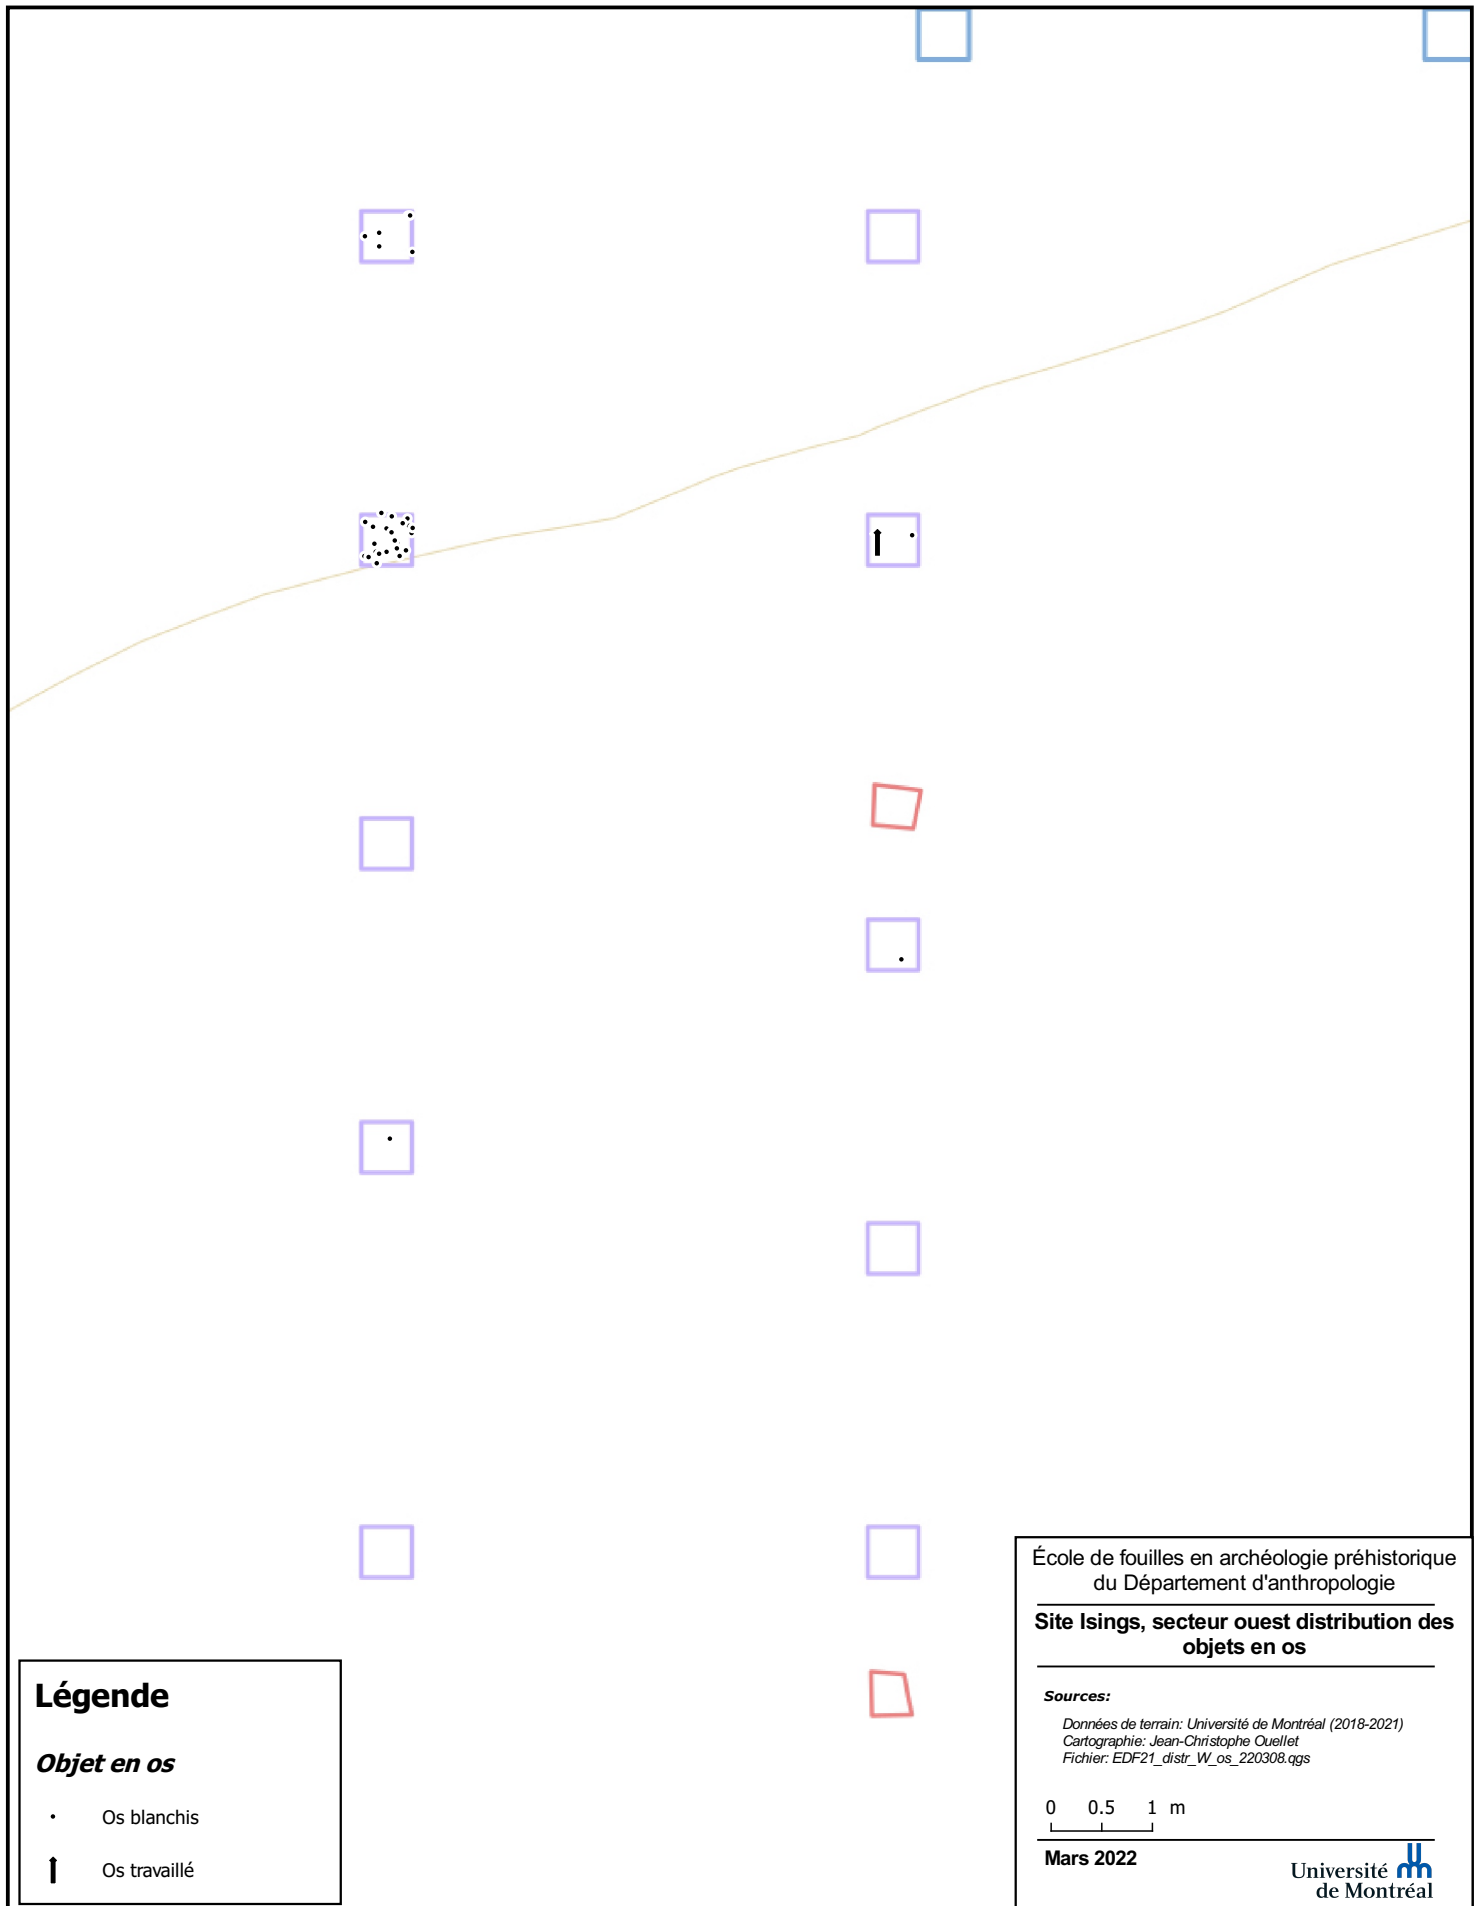 Légende
Objet en os
Os blanchis
Os travaillé
École de fouilles en archéologie préhistorique
du Département d'anthropologie
Site Isings, secteur ouest distribution des
objets en os
Sources:
Données de terrain: Université de Montréal (2018-2021)
Cartographie: Jean-Christophe Ouellet
Fichier: EDF21_distr_W_os_220308.qgs
0 0.5 1 m
Mars 2022
Université
de Montréal